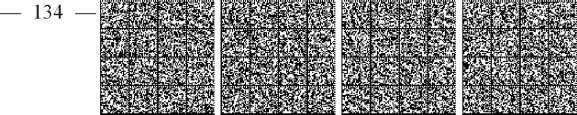 — 134 —